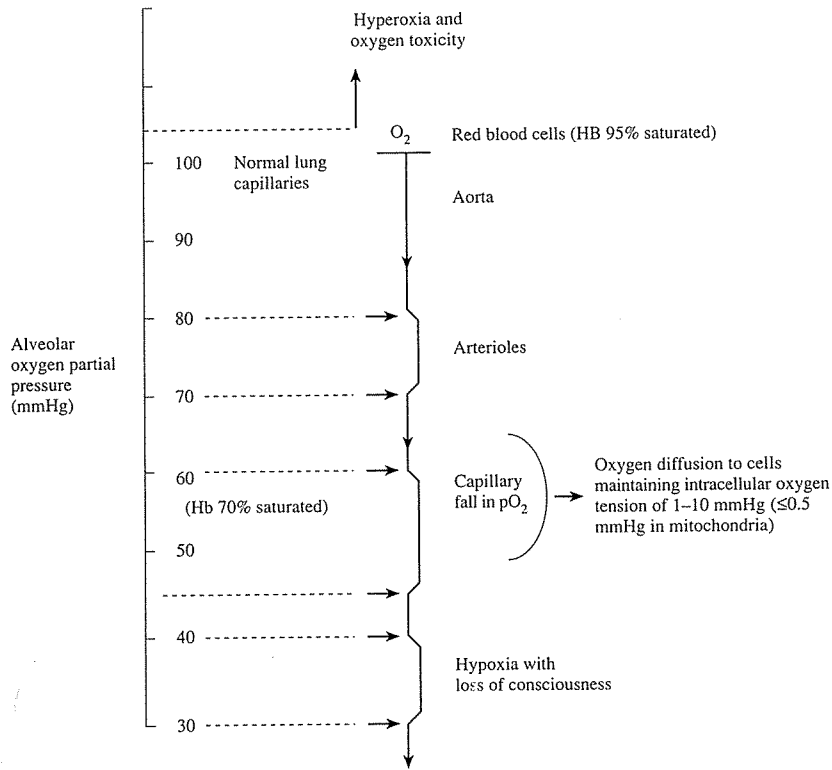 Hyperoxia and
oxygen toxicity
O2
Red blood cells (HB 95% saturated)
100
Normal lung
capillaries
Aorta
90
80
Alveolar
oxygen partial
pressure
(mmHg)
Arterioles
70
60
(Hb 70% saturated)
50
Capillary
fall in pO2
Oxygen diffusion to cells
maintaining intracellular oxygen
tension of 1–10 mmHg (≤0.5
mmHg in mitochondria)
40
Hypoxia with
loss of consciousness
30